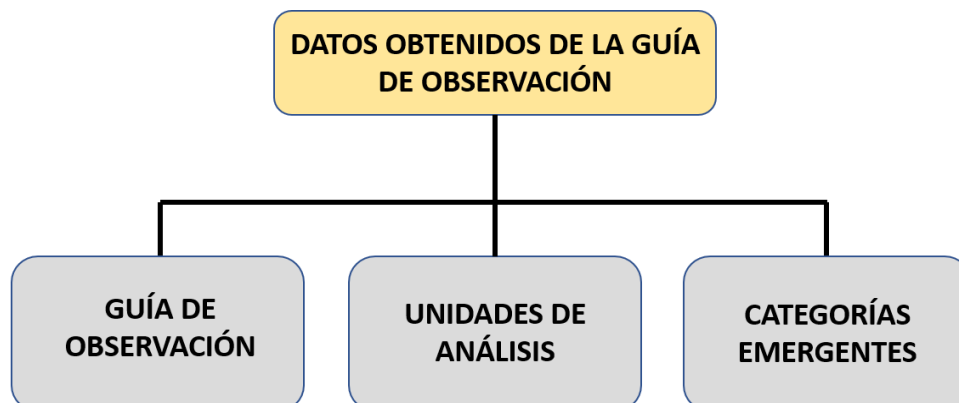 DATOS OBTENIDOS DE LA GUÍA
DE OBSERVACIÓN
GUÍA DE
OBSERVACIÓN
UNIDADES DE
ANÁLISIS
CATEGORÍAS
EMERGENTES